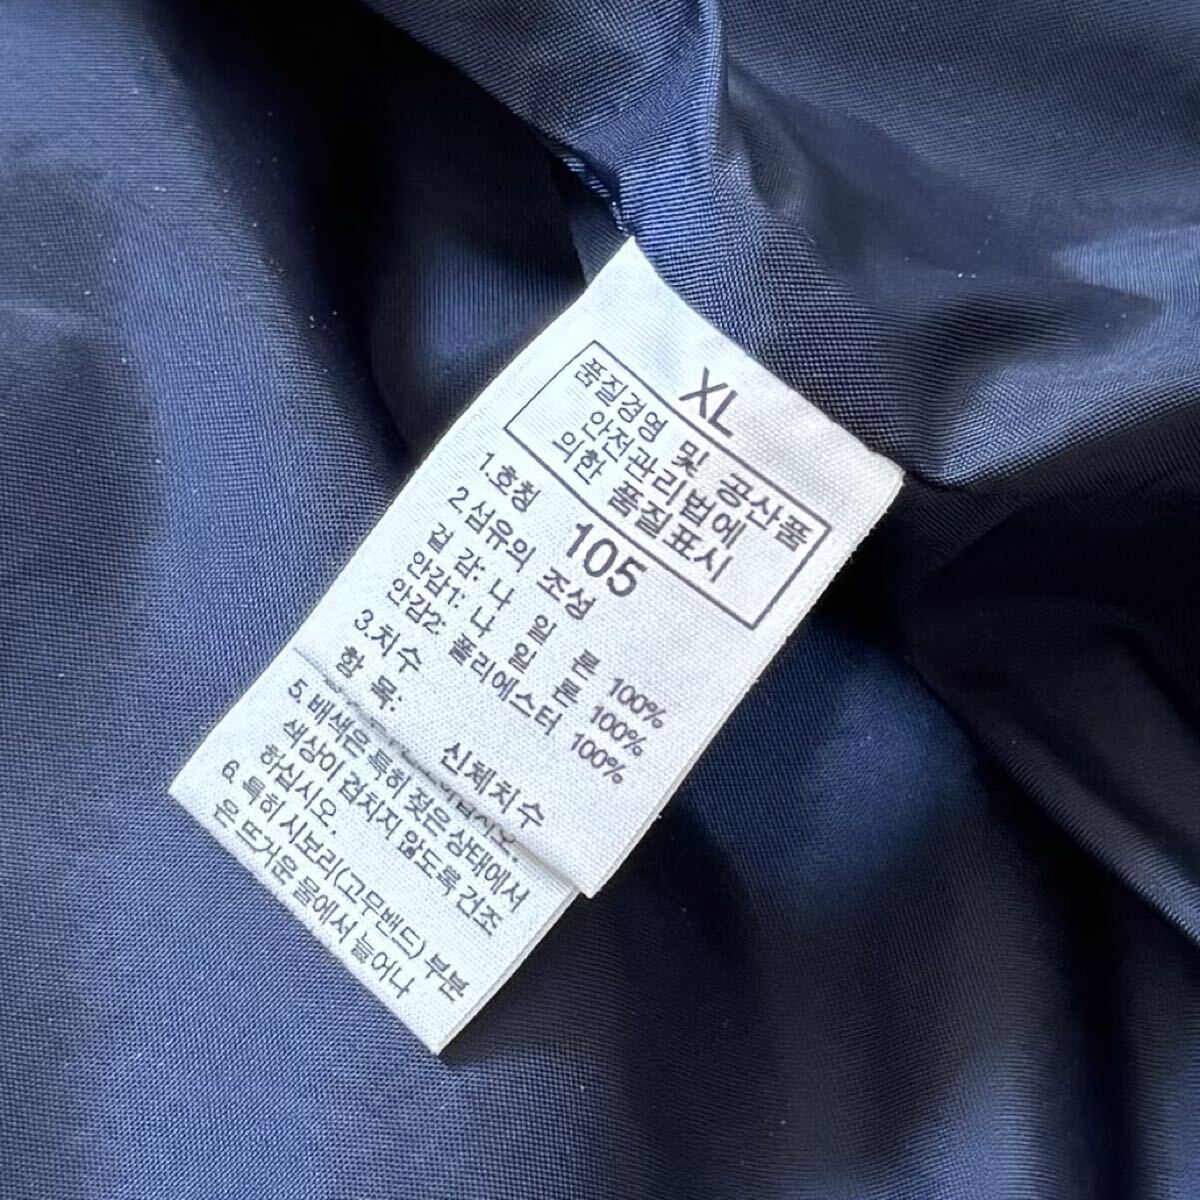 XL
품질경영 및 공산품
안전관리법에
의한 품질표시
1.호칭 105
2.섬유의 조성
겉 감: 나 일 론 100%
안감1: 나 일 론 100%
안감2: 폴리에스터 100%
3.치수
항 목: 신체치수
5. 배색은 특히 젖은 상태에서
색상이 겹치지 않도록 건조
하십시오.
6. 특히 시보리(고무밴드) 부분
은 뜨거운 물에서 늘어나